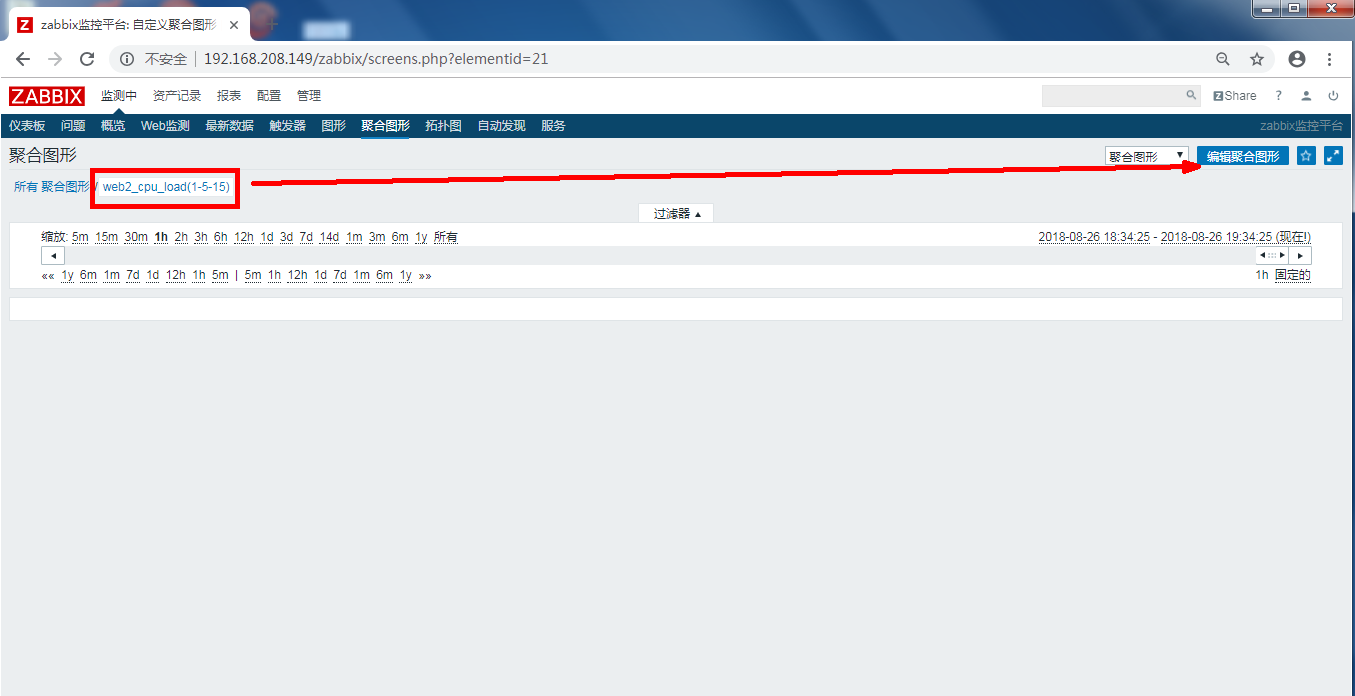 zabbix监控平台: 自定义聚合图形
不安全 192.168.208.149/zabbix/screens.php?elementid=21
ZABBIX 监测中 资产记录 报表 配置 管理 Z Share ?
仪表板 问题 概览 Web监测 最新数据 触发器 图形 聚合图形 拓扑图 自动发现 服务 zabbix监控平台
聚合图形 聚合图形 ▼ 编辑聚合图形
所有 聚合图形 / web2_cpu_load(1-5-15)
过滤器 ▲
缩放: 5m 15m 30m 1h 2h 3h 6h 12h 1d 3d 7d 14d 1m 3m 6m 1y 所有 2018-08-26 18:34:25 - 2018-08-26 19:34:25 (现在!)
«« 1y 6m 1m 7d 1d 12h 1h 5m | 5m 1h 12h 1d 7d 1m 6m 1y »» 1h 固定的